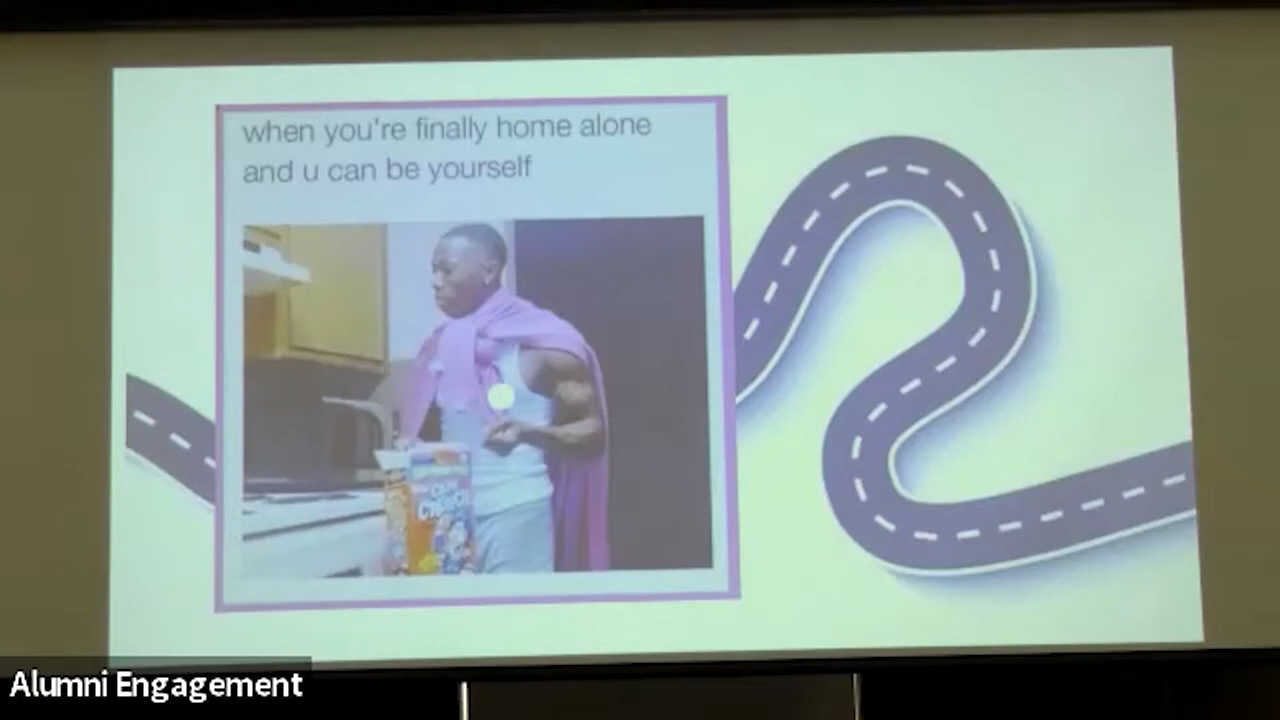 when you're finally home alone
and u can be yourself
Alumni Engagement